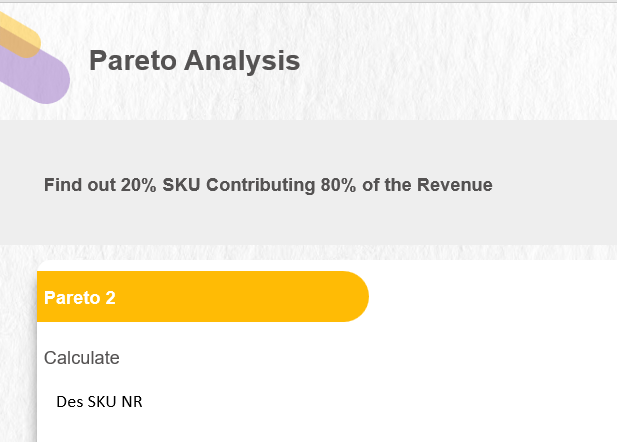 Pareto Analysis
Find out 20% SKU Contributing 80% of the Revenue
Pareto 2
Calculate
Des SKU NR